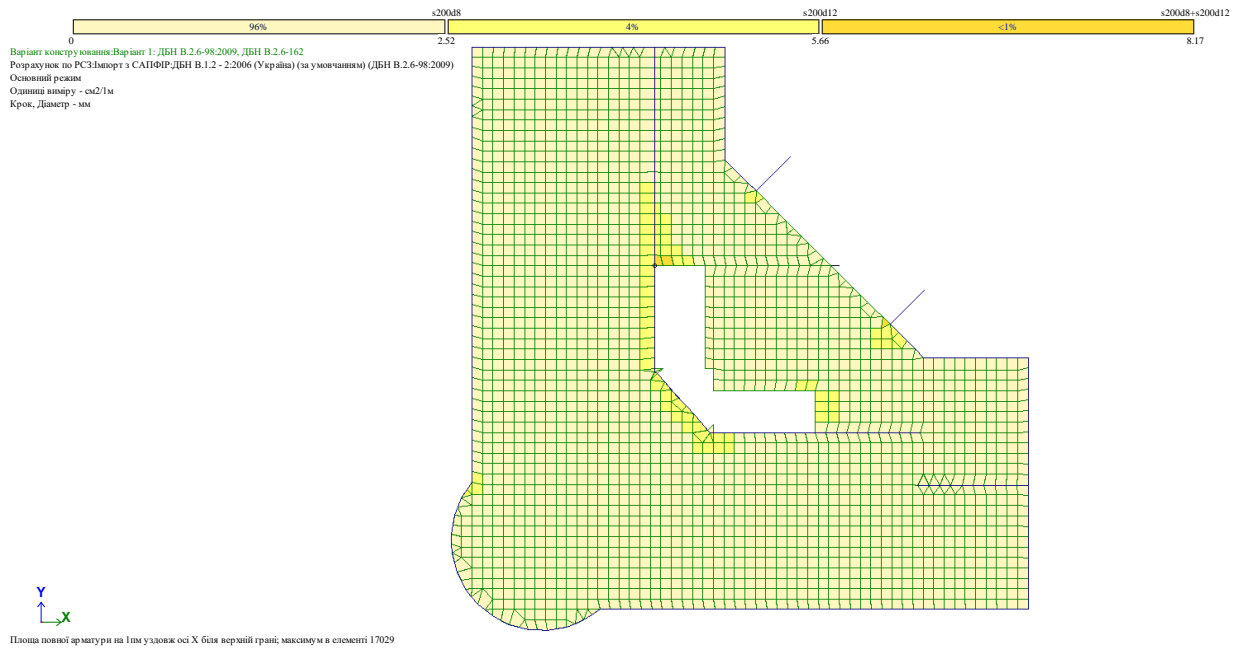 s200d8 s200d12 s200d8+s200d12
96% 4% <1%
0 2.52 5.66 8.17
Варіант конструювання:Варіант 1: ДБН В.2.6-98:2009, ДБН В.2.6-162
Розрахунок по РСЗ:Імпорт з САПФІР:ДБН В.1.2 - 2:2006 (Україна) (за умовчанням) (ДБН В.2.6-98:2009)
Основний режим
Одиниці виміру - см2/1м
Крок, Діаметр - мм
Y
X
Площа повної арматури на 1пм уздовж осі X біля верхній грані; максимум в елементі 17029